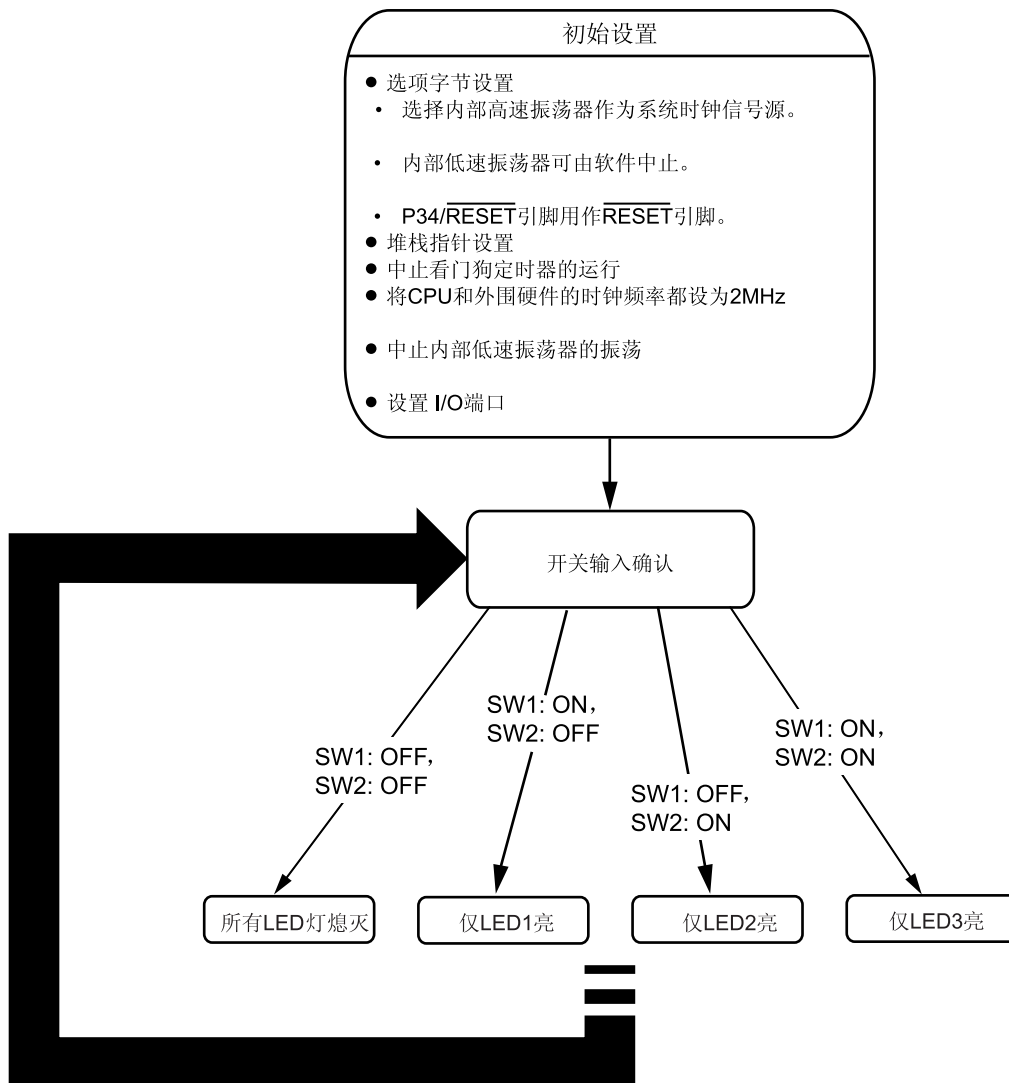 初始设置
● 选项字节设置
・ 选择内部高速振荡器作为系统时钟信号源。
・ 内部低速振荡器可由软件中止。
・ P34/RESET引脚用作RESET引脚。
● 堆栈指针设置
● 中止看门狗定时器的运行
● 将CPU和外围硬件的时钟频率都设为2MHz
● 中止内部低速振荡器的振荡
● 设置 I/O端口
开关输入确认
SW1: OFF，
SW2: OFF
SW1: ON，
SW2: OFF
SW1: OFF，
SW2: ON
SW1: ON，
SW2: ON
所有LED灯熄灭
仅LED1亮
仅LED2亮
仅LED3亮